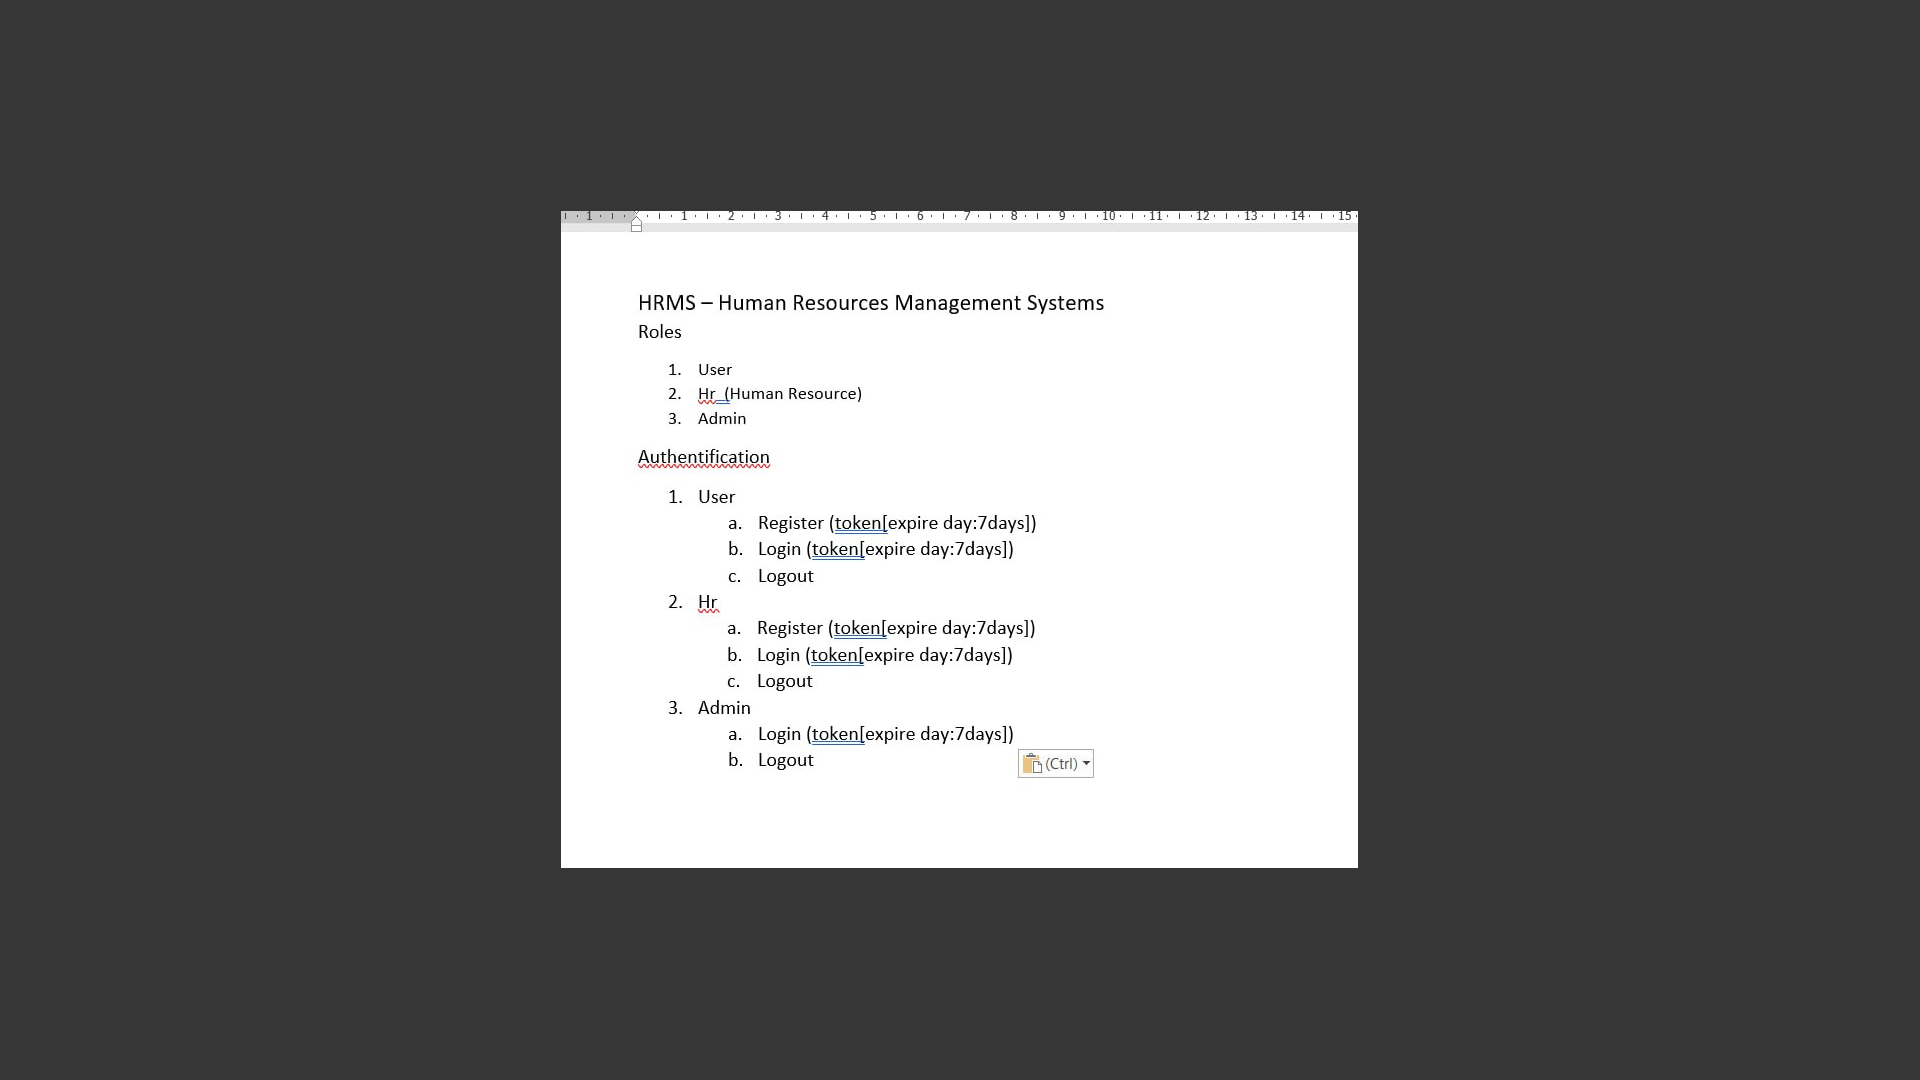 1 1 2 3 4 5 6 7 8 9 10 11 12 13 14 15
HRMS – Human Resources Management Systems
Roles
1. User
2. Hr (Human Resource)
3. Admin
Authentification
1. User
a. Register (token[expire day:7days])
b. Login (token[expire day:7days])
c. Logout
2. Hr
a. Register (token[expire day:7days])
b. Login (token[expire day:7days])
c. Logout
3. Admin
a. Login (token[expire day:7days])
b. Logout
(Ctrl)